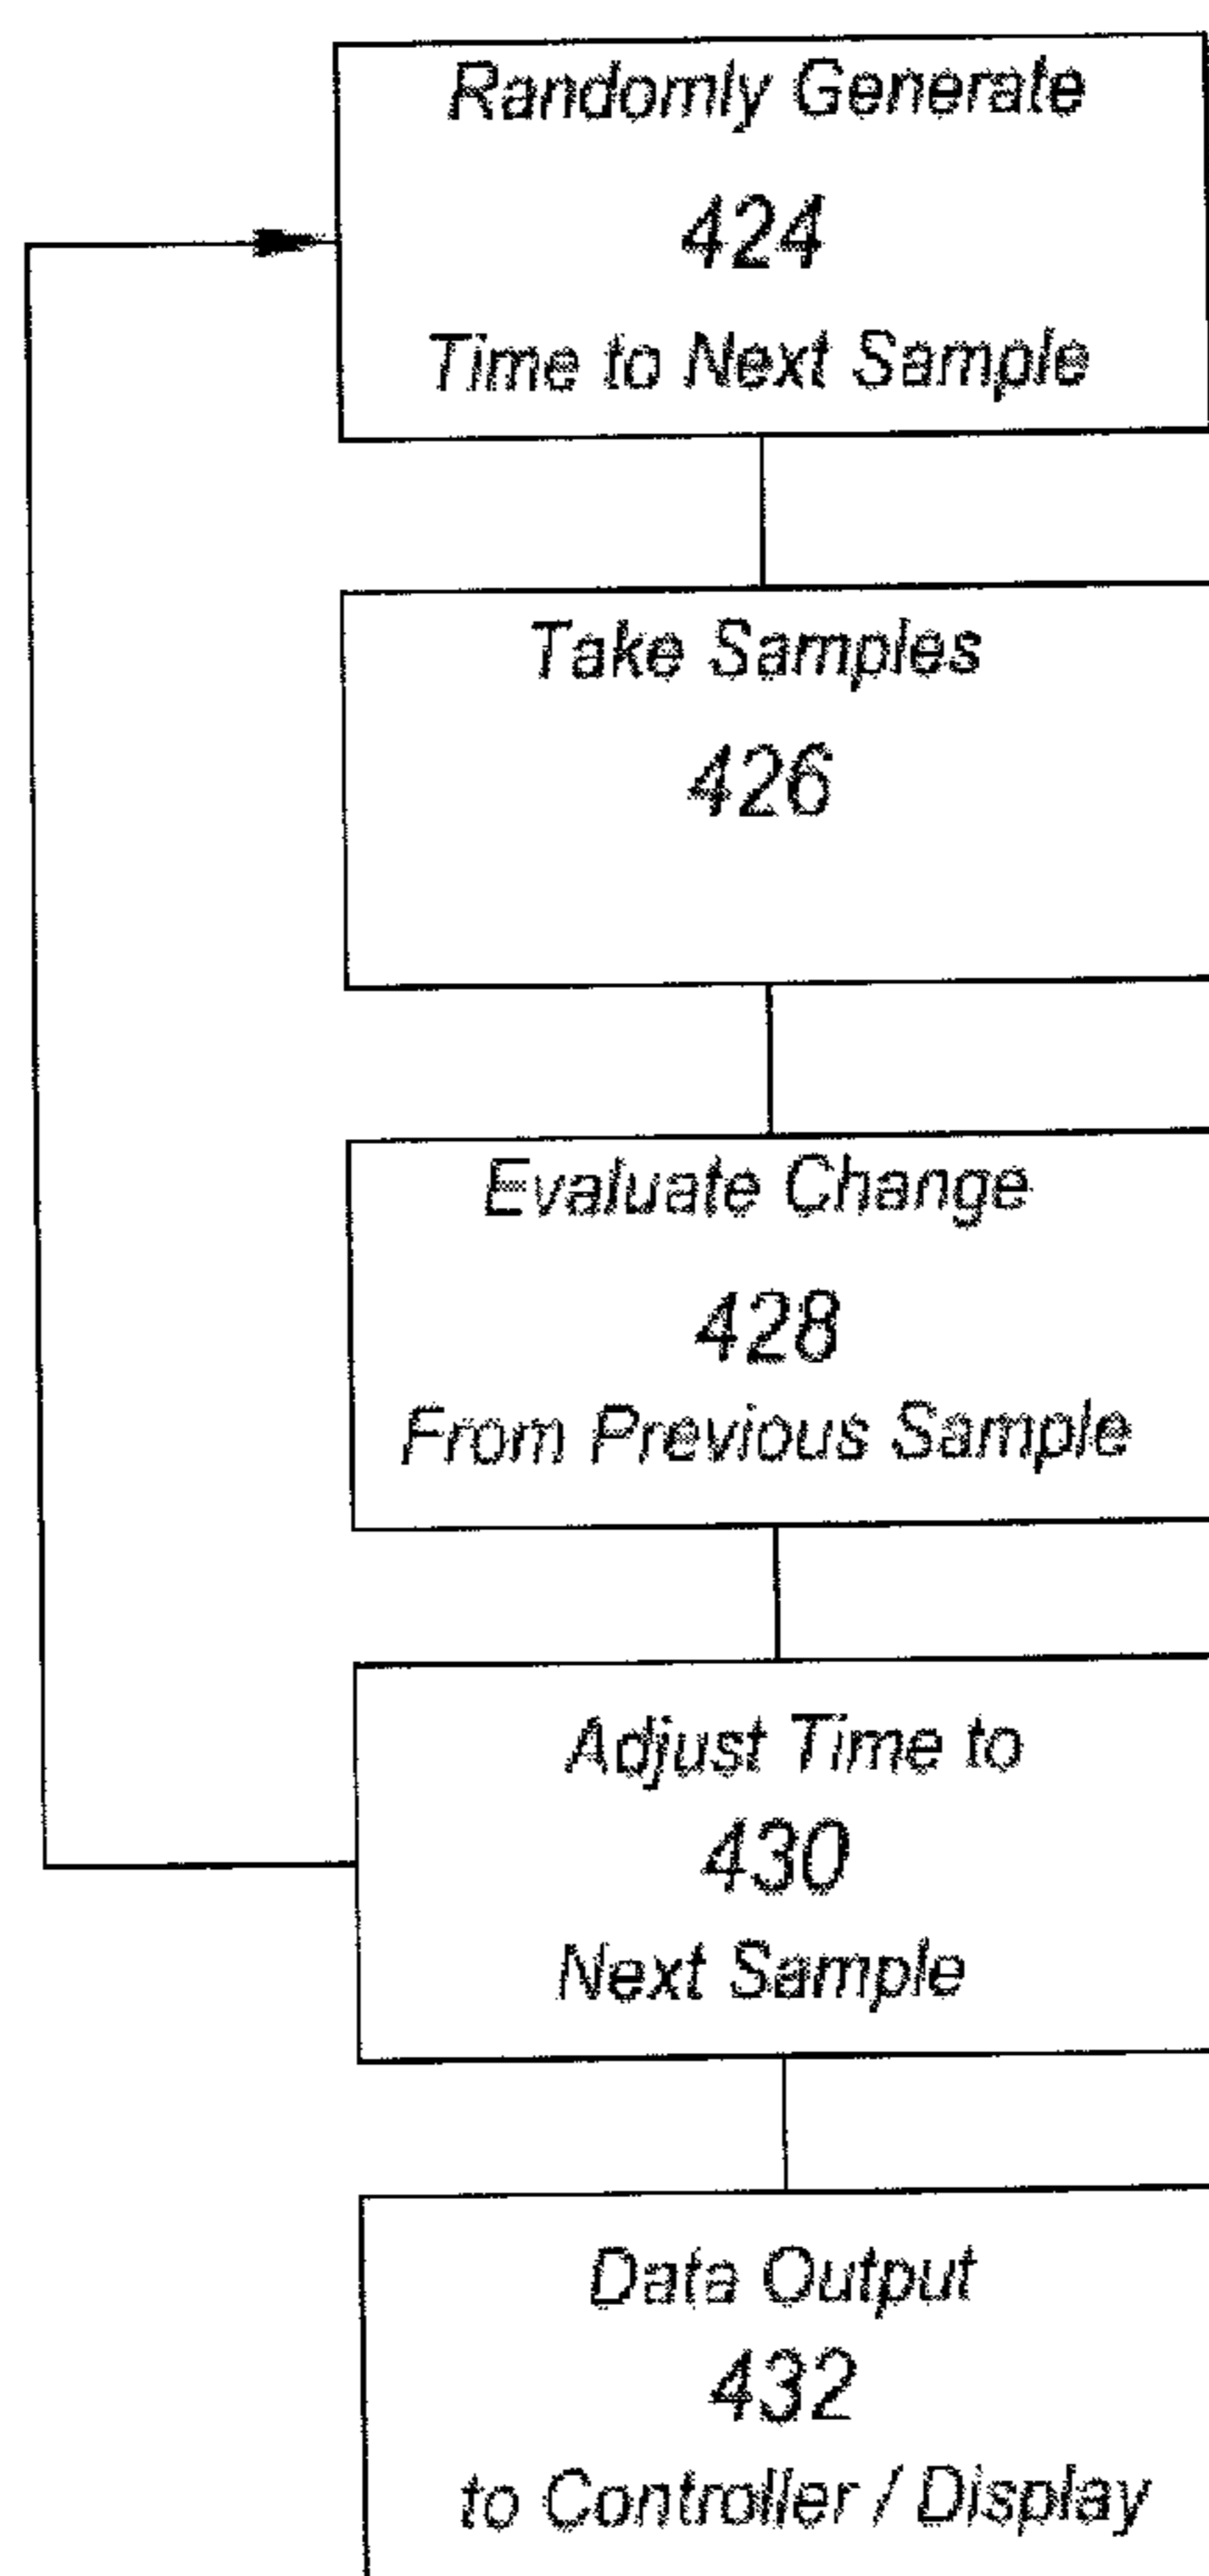 Randomly Generate
424
Time to Next Sample
Take Samples
426
Evaluate Change
428
From Previous Sample
Adjust Time to
430
Next Sample
Data Output
432
to Controller / Display